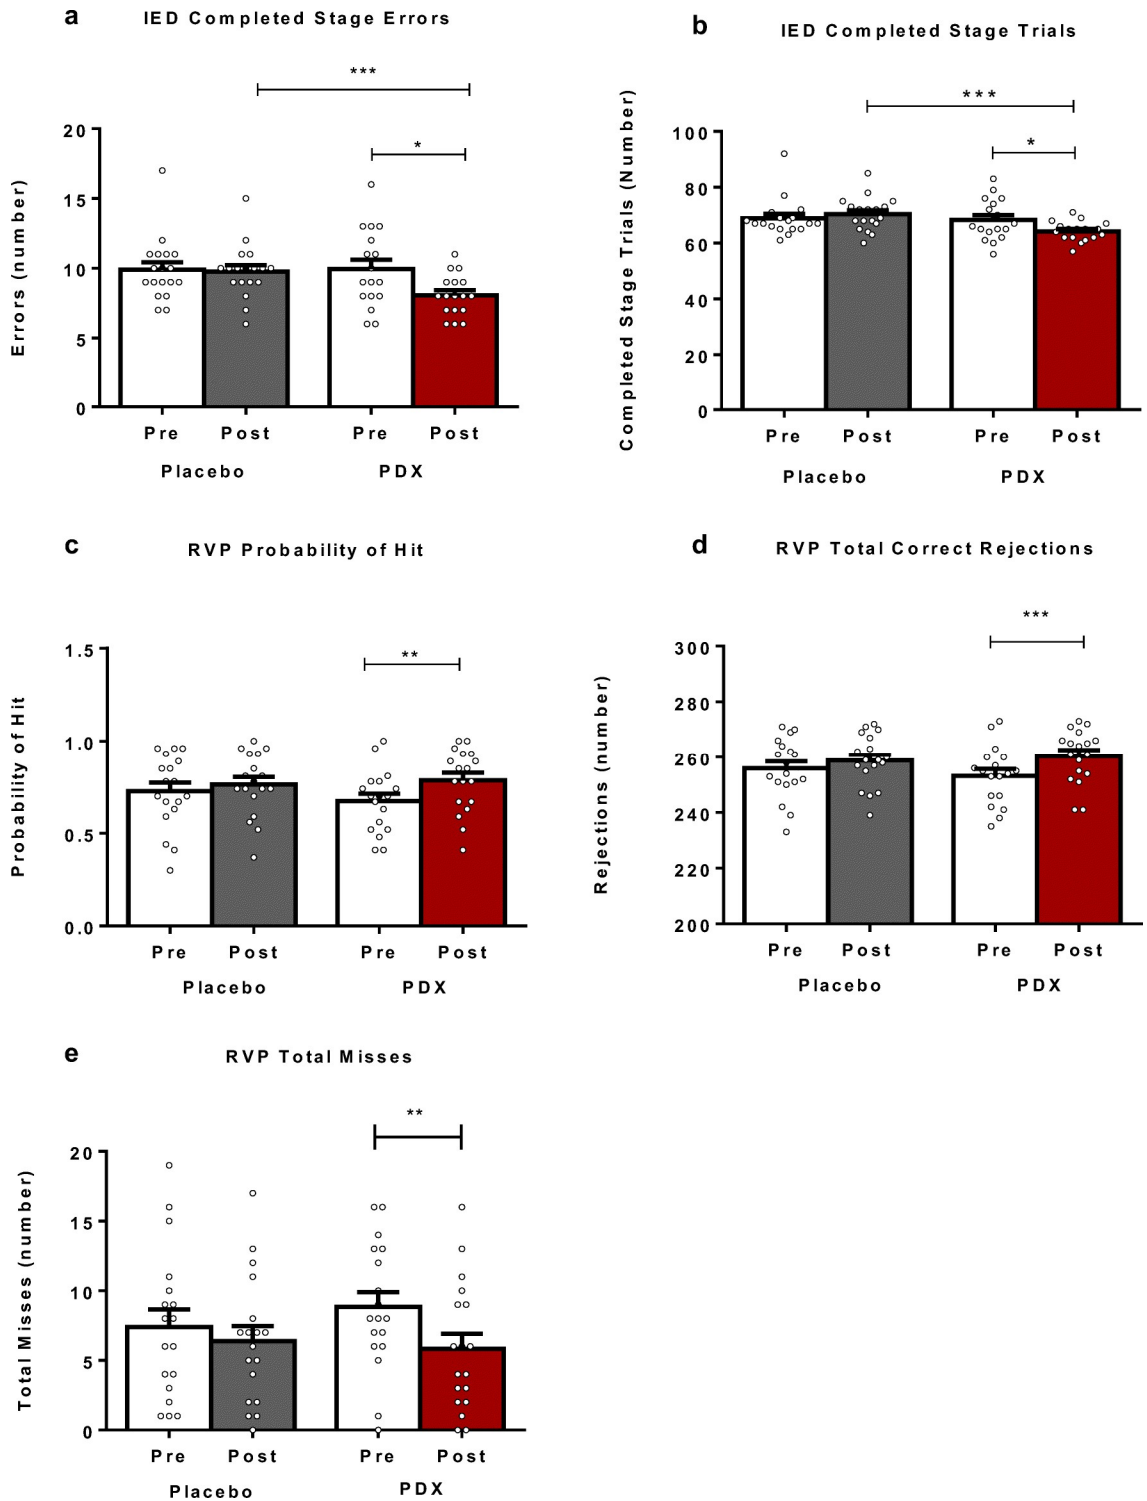 a
IED Completed Stage Errors
***
*
Errors (number)
20
15
10
5
0
Pre Post Pre Post
Placebo PDX
b
IED Completed Stage Trials
***
*
Completed Stage Trials (Number)
100
80
60
40
20
0
Pre Post Pre Post
Placebo PDX
c
RVP Probability of Hit
**
Probability of Hit
1.5
1.0
0.5
0.0
Pre Post Pre Post
Placebo PDX
d
RVP Total Correct Rejections
***
Rejections (number)
300
280
260
240
220
200
Pre Post Pre Post
Placebo PDX
e
RVP Total Misses
**
Total Misses (number)
20
15
10
5
0
Pre Post Pre Post
Placebo PDX